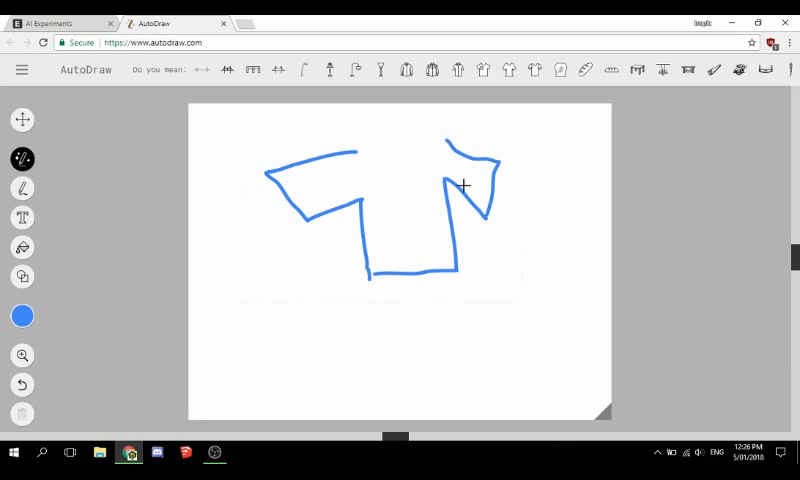 AI Experiments
AutoDraw
Secure
https://www.autodraw.com
AutoDraw
Do you mean:
T
ENG
12:26 PM
5/01/2018